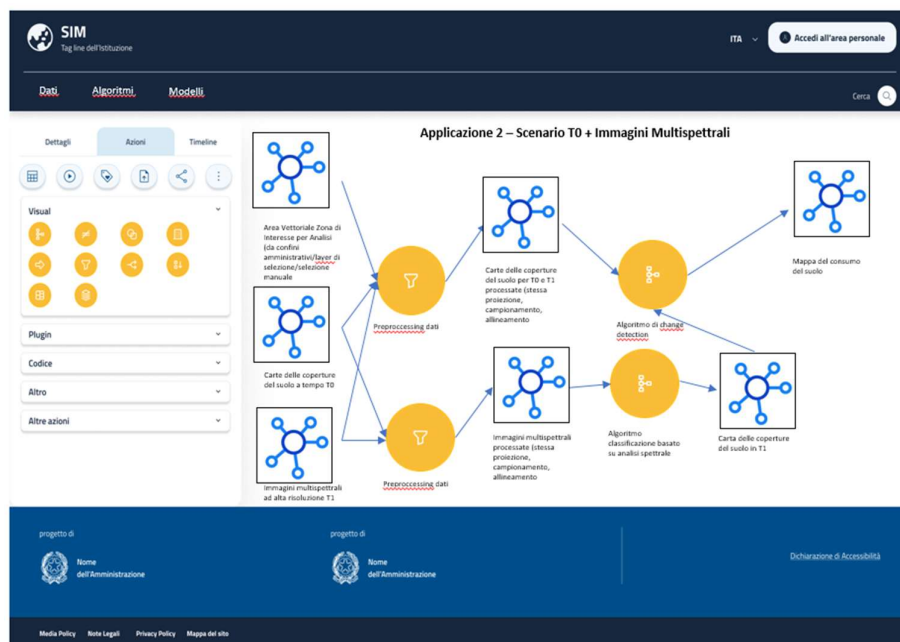 SIM
Tag line dell'Istituzione
ITA
Accedi all'area personale
Dati
Algoritmi
Modelli
Cerca
Dettagli
Azioni
Timeline
Visual
Plugin
Codice
Altro
Altre azioni
Applicazione 2 – Scenario T0 + Immagini Multispettrali
Area Vettoriale Zona di
Interesse per Analisi
(da confini
amministrativi/layer di
selezione/selezione
manuale
Carte delle coperture
del suolo a tempo T0
Immagini multispettrali
ad alta risoluzione T1
Preproccessing dati
Preproccessing dati
Carte delle coperture
del suolo per T0 e T1
processate (stessa
proiezione,
campionamento,
allineamento
Immagini multispettrali
processate (stessa
proiezione,
campionamento,
allineamento
Algoritmo di change
detection
Algoritmo
classificazione basato
su analisi spettrale
Mappa del consumo
del suolo
Carta delle coperture
del suolo in T1
progetto di
Nome
dell'Amministrazione
progetto di
Nome
dell'Amministrazione
Dichiarazione di Accessibilità
Media Policy
Note Legali
Privacy Policy
Mappa del sito